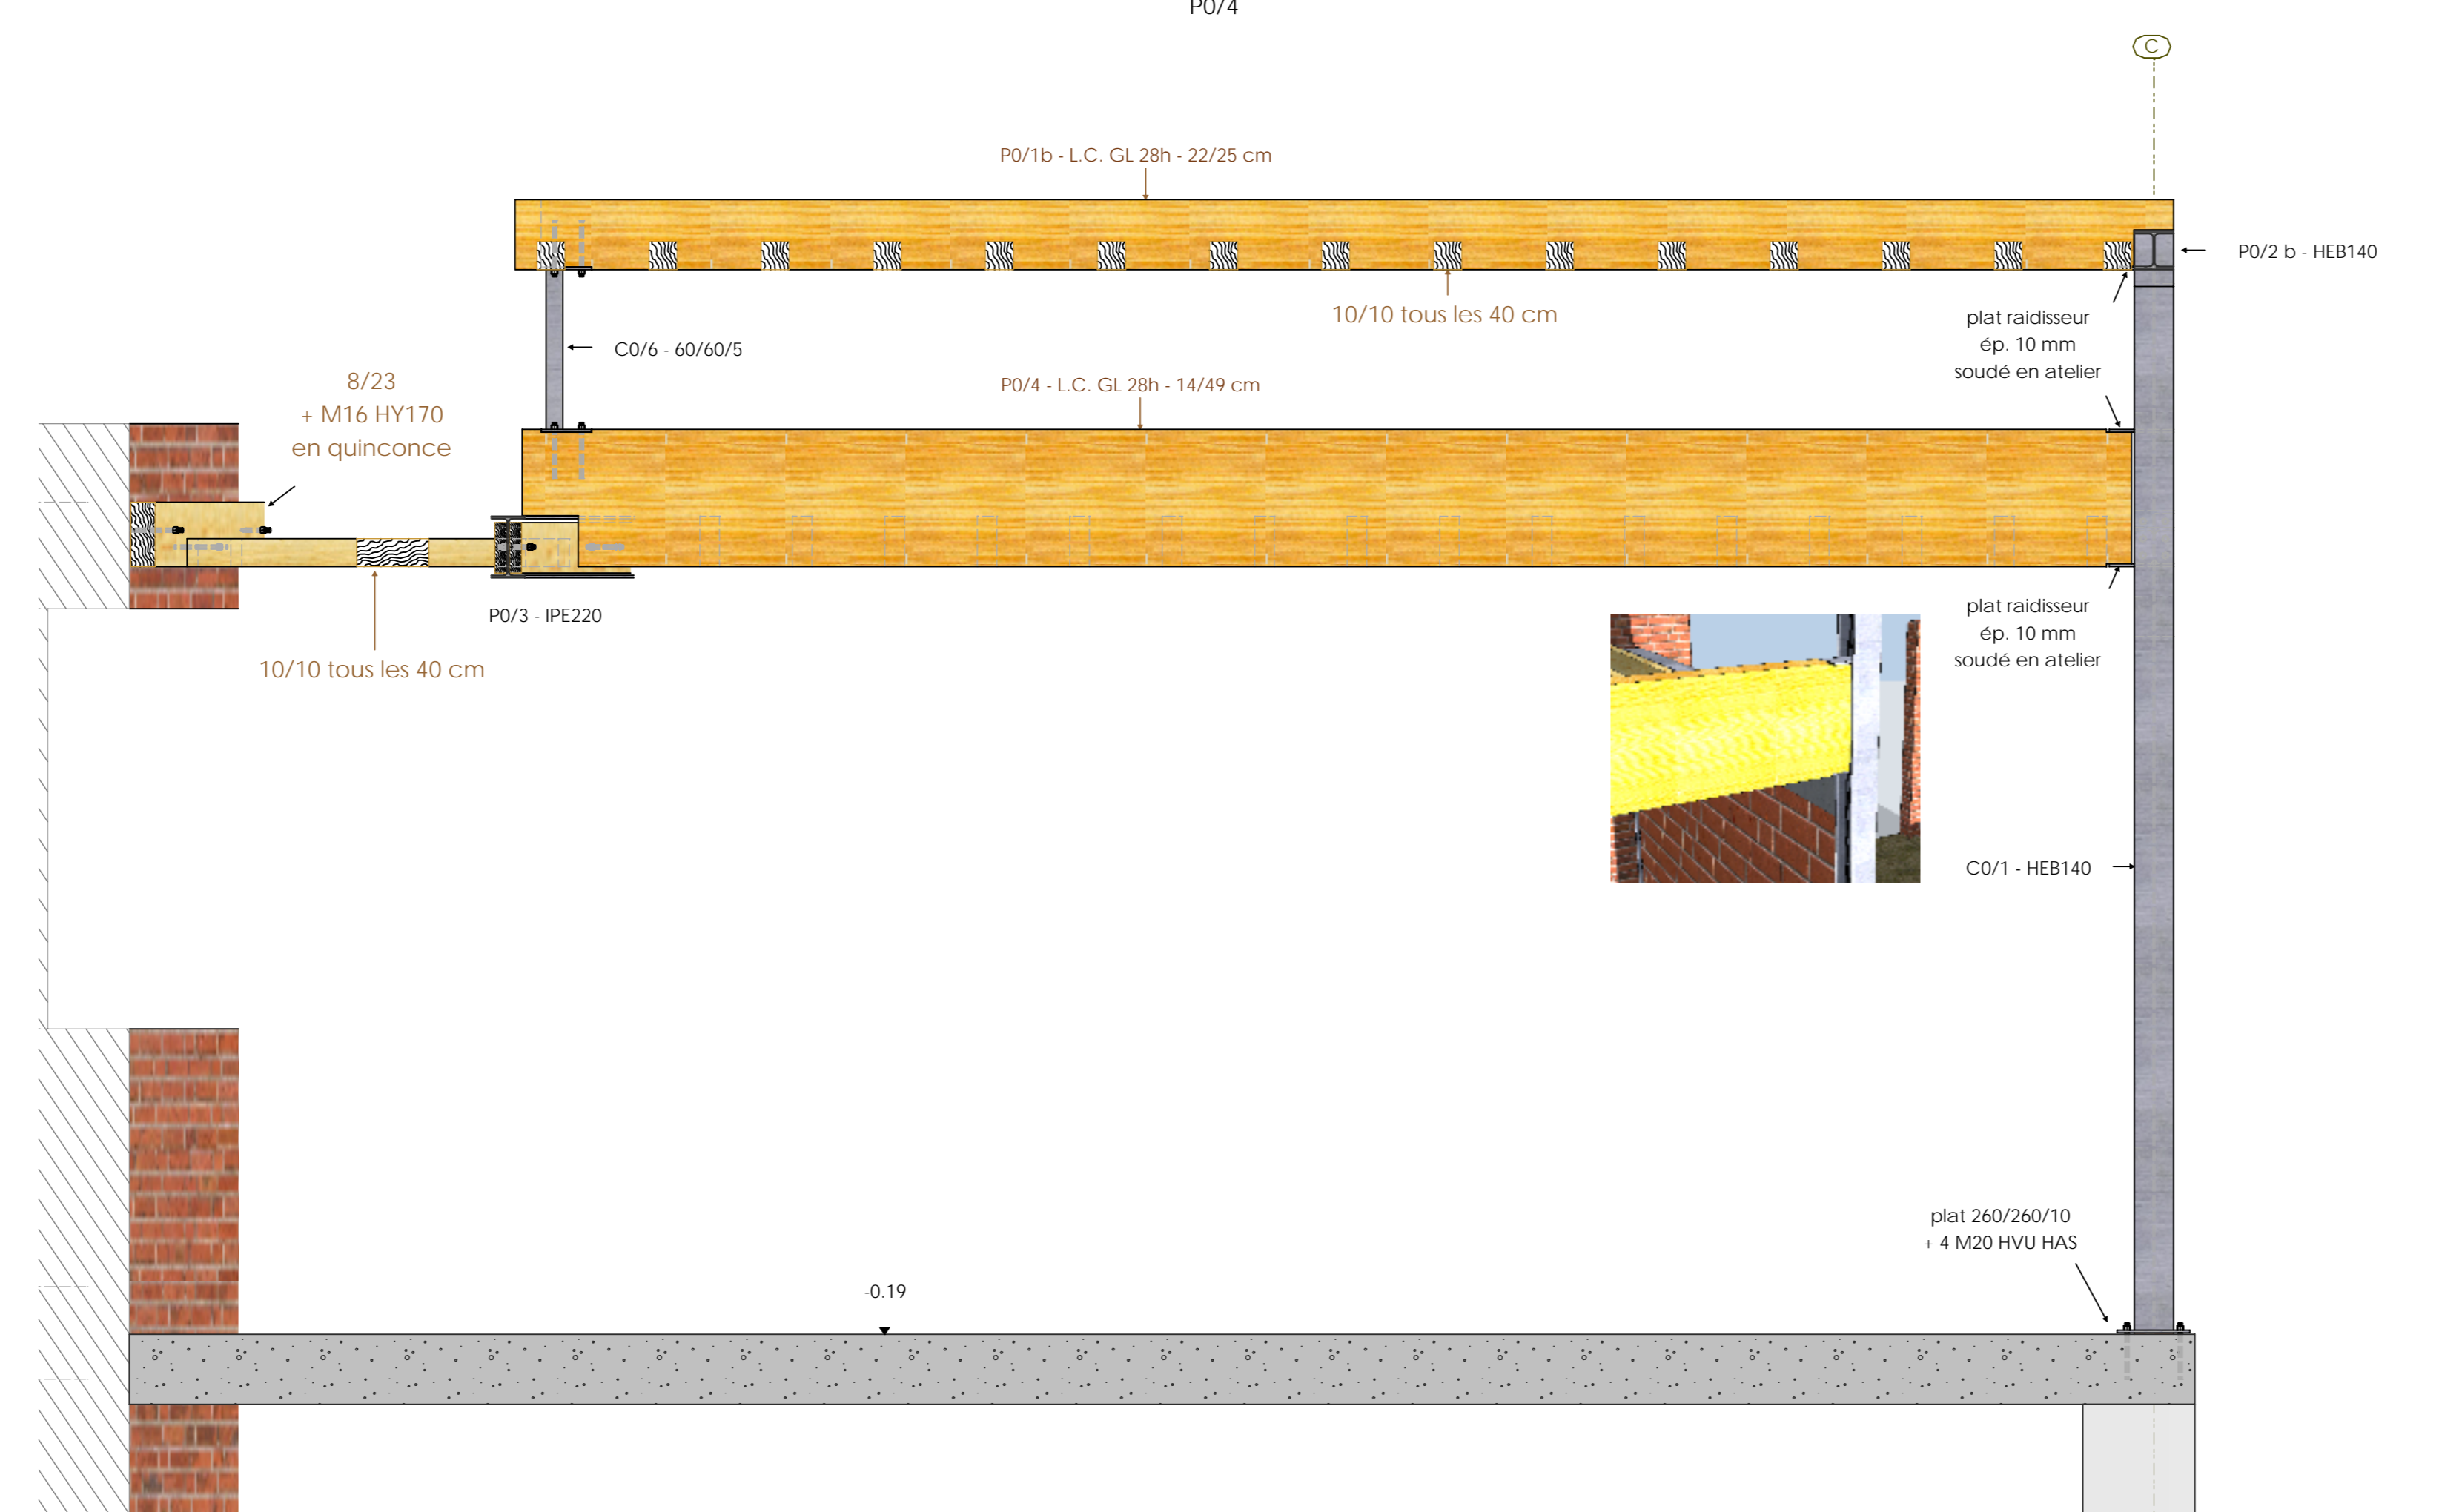 P0/4
C
P0/1b - L.C. GL 28h - 22/25 cm
P0/2 b - HEB140
10/10 tous les 40 cm
plat raidisseur
ép. 10 mm
soudé en atelier
C0/6 - 60/60/5
8/23
+ M16 HY170
en quinconce
P0/4 - L.C. GL 28h - 14/49 cm
P0/3 - IPE220
10/10 tous les 40 cm
plat raidisseur
ép. 10 mm
soudé en atelier
C0/1 - HEB140
plat 260/260/10
+ 4 M20 HVU HAS
-0.19